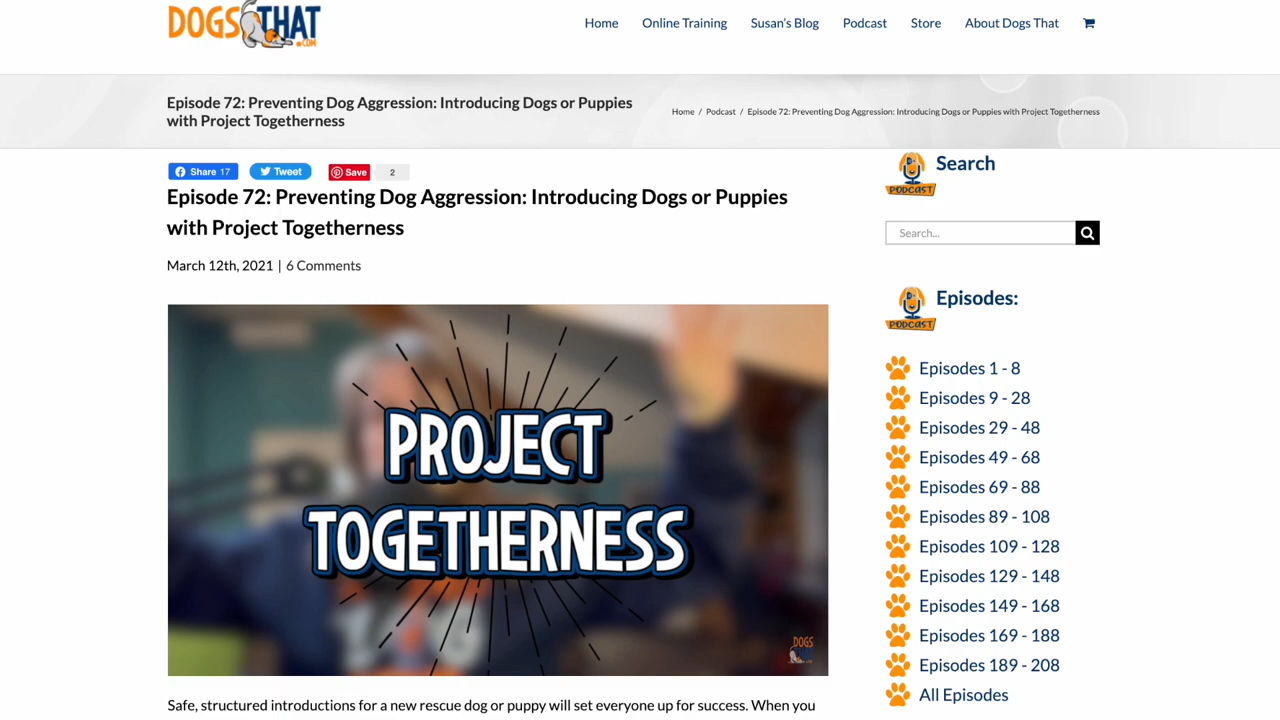 DOGS THAT
.COM
Home
Online Training
Susan's Blog
Podcast
Store
About Dogs That
Episode 72: Preventing Dog Aggression: Introducing Dogs or Puppies
with Project Togetherness
Home / Podcast / Episode 72: Preventing Dog Aggression: Introducing Dogs or Puppies with Project Togetherness
Share 17
Tweet
Save
2
Episode 72: Preventing Dog Aggression: Introducing Dogs or Puppies
with Project Togetherness
March 12th, 2021 | 6 Comments
PROJECT
TOGETHERNESS
DOGS
THAT
Safe, structured introductions for a new rescue dog or puppy will set everyone up for success. When you
PODCAST
Search
Search...
PODCAST
Episodes:
Episodes 1 - 8
Episodes 9 - 28
Episodes 29 - 48
Episodes 49 - 68
Episodes 69 - 88
Episodes 89 - 108
Episodes 109 - 128
Episodes 129 - 148
Episodes 149 - 168
Episodes 169 - 188
Episodes 189 - 208
All Episodes